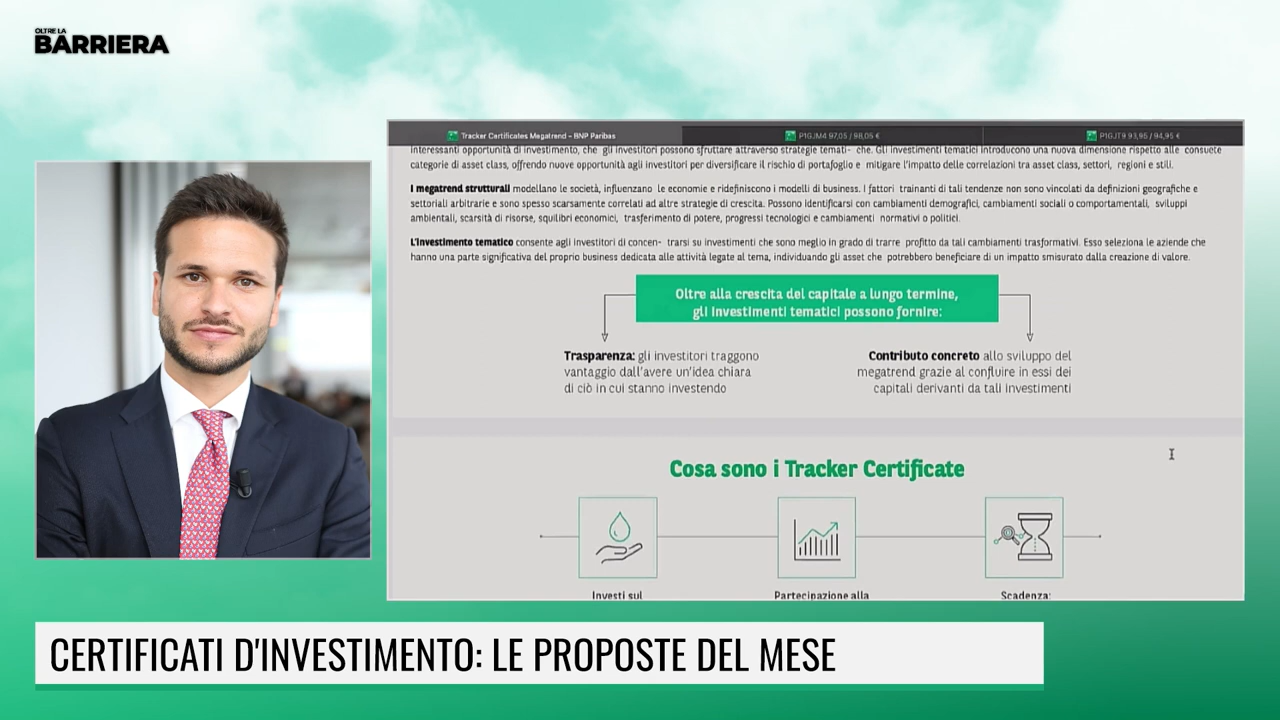 OLTRE LA
BARRIERA
Tracker Certificates Megatrend – BNP Paribas
P1GJM4 97,05 / 98,05 €
P1GJT9 93,95 / 94,95 €
interessanti opportunità di investimento, che gli investitori possono sfruttare attraverso strategie temati- che. Gli investimenti tematici introducono una nuova dimensione rispetto alle consuete
categorie di asset class, offrendo nuove opportunità agli investitori per diversificare il rischio di portafoglio e mitigare l'impatto delle correlazioni tra asset class, settori, regioni e stili.
I megatrend strutturali modellano le società, influenzano le economie e ridefiniscono i modelli di business. I fattori trainanti di tali tendenze non sono vincolati da definizioni geografiche e
settoriali arbitrarie e sono spesso scarsamente correlati ad altre strategie di crescita. Possono identificarsi con cambiamenti demografici, cambiamenti sociali o comportamentali, sviluppi
ambientali, scarsità di risorse, squilibri economici, trasferimento di potere, progressi tecnologici e cambiamenti normativi o politici.
L'investimento tematico consente agli investitori di concen- trarsi su investimenti che sono meglio in grado di trarre profitto da tali cambiamenti trasformativi. Esso seleziona le aziende che
hanno una parte significativa del proprio business dedicata alle attività legate al tema, individuando gli asset che potrebbero beneficiare di un impatto smisurato dalla creazione di valore.
Oltre alla crescita del capitale a lungo termine,
gli investimenti tematici possono fornire:
Trasparenza: gli investitori traggono
vantaggio dall'avere un'idea chiara
di ciò in cui stanno investendo
Contributo concreto allo sviluppo del
megatrend grazie al confluire in essi dei
capitali derivanti da tali investimenti
Cosa sono i Tracker Certificate
Investi sul
Partecipazione alla
Scadenza:
CERTIFICATI D'INVESTIMENTO: LE PROPOSTE DEL MESE